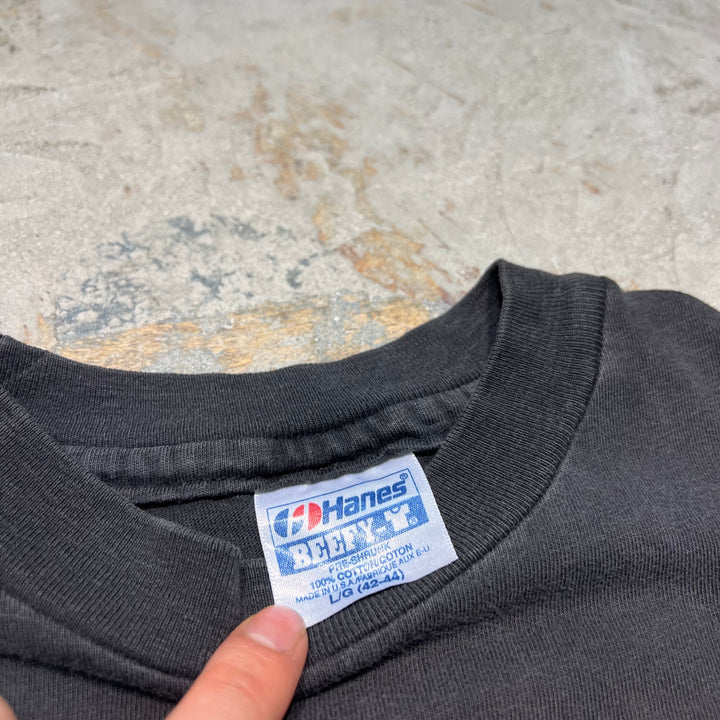 Hanes®
BEEFY-T
PRE-SHRUNK
100% COTTON/COTON
MADE IN U.S.A/FABRIQUE AUX E-U
L/G (42-44)